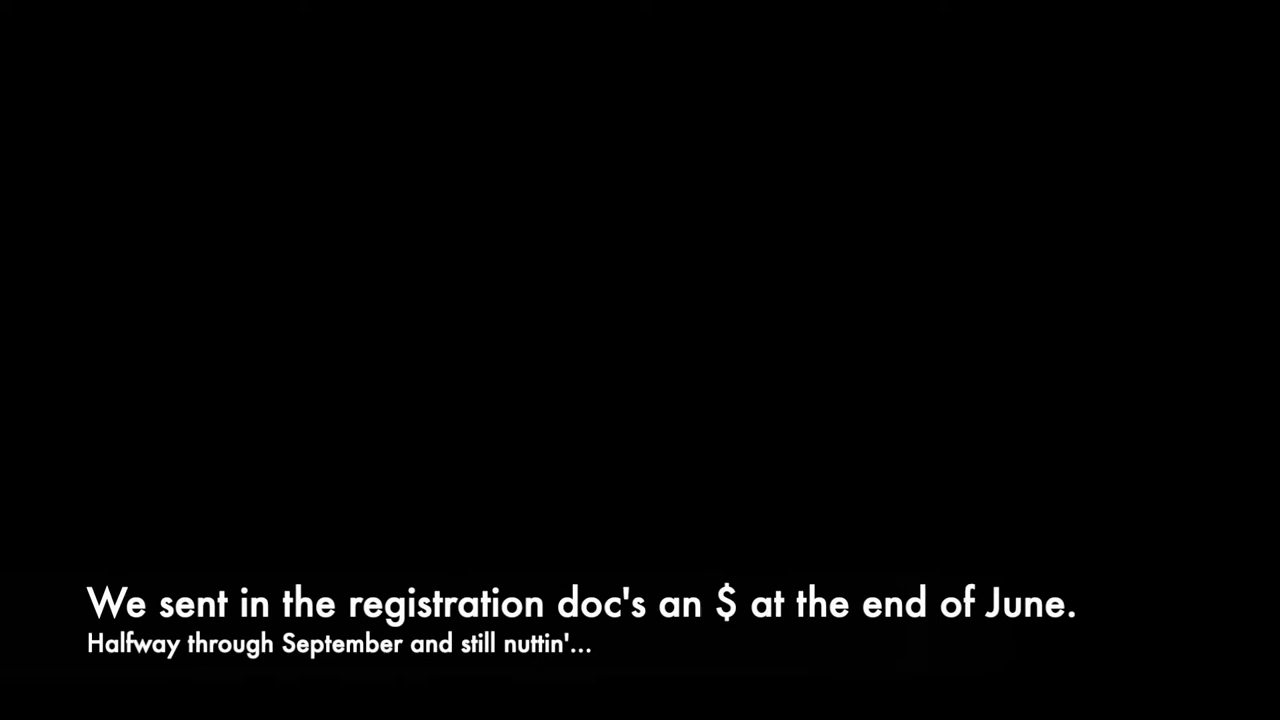 We sent in the registration doc's an $ at the end of June.
Halfway through September and still nuttin'...